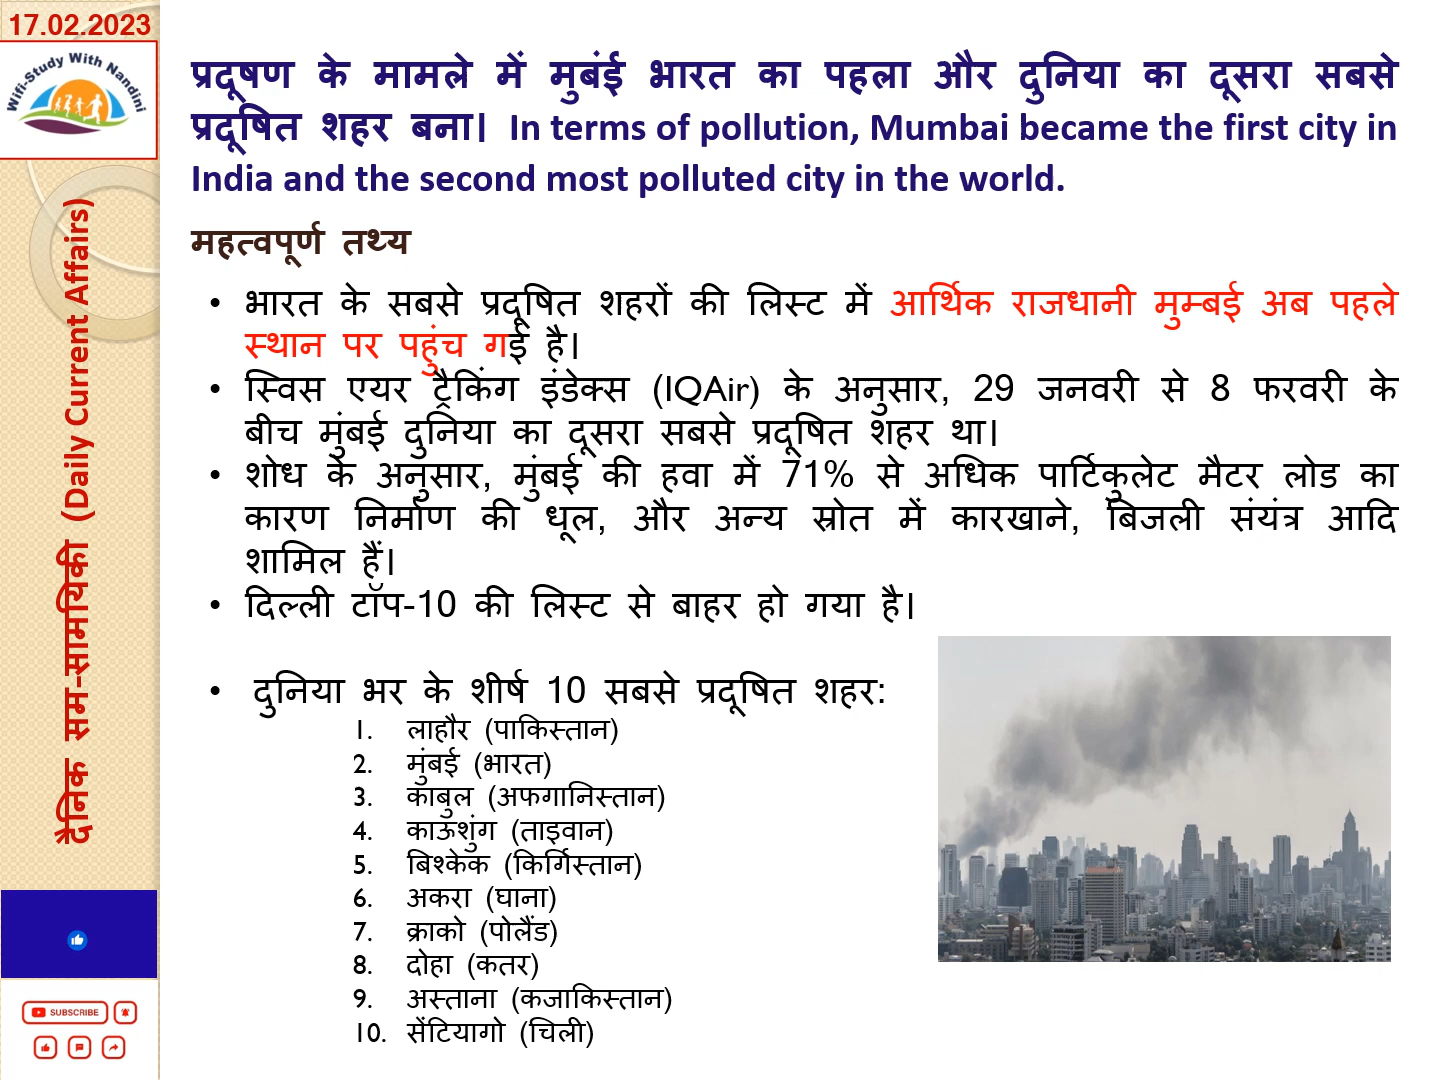 17.02.2023
Wifi-Study With Nandini
दैनिक सम-सामयिकी (Daily Current Affairs)
SUBSCRIBE
प्रदूषण के मामले में मुबंई भारत का पहला और दुनिया का दूसरा सबसे
प्रदूषित शहर बना। In terms of pollution, Mumbai became the first city in
India and the second most polluted city in the world.
महत्वपूर्ण तथ्य
• भारत के सबसे प्रदूषित शहरों की लिस्ट में आर्थिक राजधानी मुम्बई अब पहले
स्थान पर पहुंच गई है।
• स्विस एयर ट्रैकिंग इंडेक्स (IQAir) के अनुसार, 29 जनवरी से 8 फरवरी के
बीच मुंबई दुनिया का दूसरा सबसे प्रदूषित शहर था।
• शोध के अनुसार, मुंबई की हवा में 71% से अधिक पार्टिकुलेट मैटर लोड का
कारण निर्माण की धूल, और अन्य स्रोत में कारखाने, बिजली संयंत्र आदि
शामिल हैं।
• दिल्ली टॉप-10 की लिस्ट से बाहर हो गया है।
• दुनिया भर के शीर्ष 10 सबसे प्रदूषित शहर:
1. लाहौर (पाकिस्तान)
2. मुंबई (भारत)
3. काबुल (अफगानिस्तान)
4. काऊशुंग (ताइवान)
5. बिश्केक (किर्गिस्तान)
6. अकरा (घाना)
7. क्राको (पोलैंड)
8. दोहा (कतर)
9. अस्ताना (कजाकिस्तान)
10. सेंटियागो (चिली)